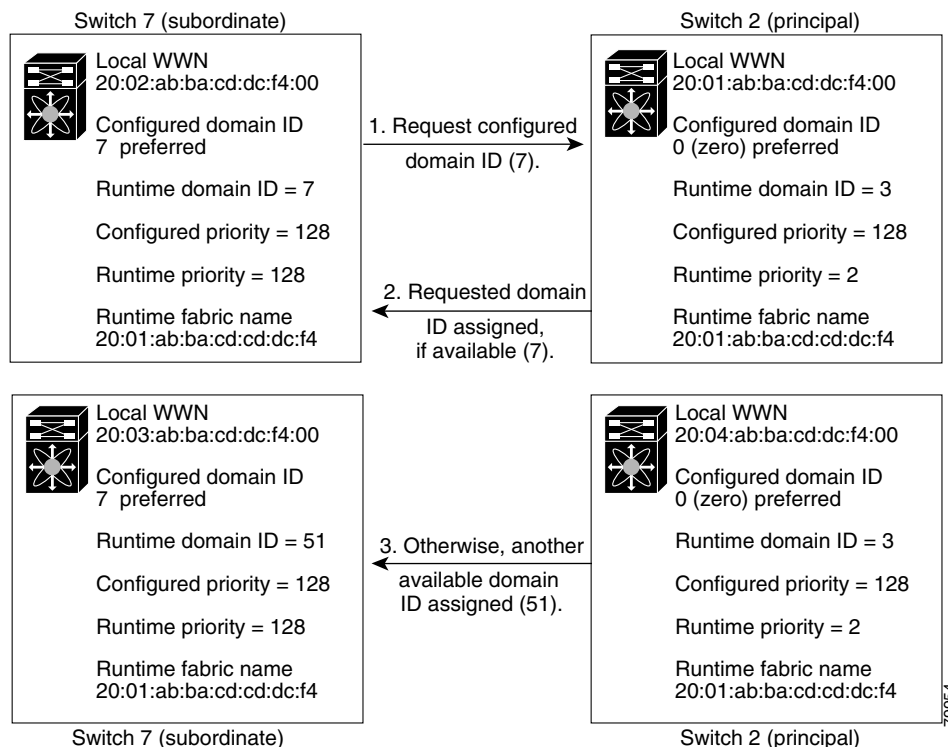 Switch 7 (subordinate)
Local WWN
20:02:ab:ba:cd:dc:f4:00
Configured domain ID
7 preferred
Runtime domain ID = 7
Configured priority = 128
Runtime priority = 128
Runtime fabric name
20:01:ab:ba:cd:cd:dc:f4
1. Request configured
domain ID (7).
2. Requested domain
ID assigned,
if available (7).
Switch 2 (principal)
Local WWN
20:01:ab:ba:cd:dc:f4:00
Configured domain ID
0 (zero) preferred
Runtime domain ID = 3
Configured priority = 128
Runtime priority = 2
Runtime fabric name
20:01:ab:ba:cd:cd:dc:f4
Local WWN
20:03:ab:ba:cd:dc:f4:00
Configured domain ID
7 preferred
Runtime domain ID = 51
Configured priority = 128
Runtime priority = 128
Runtime fabric name
20:01:ab:ba:cd:cd:dc:f4
Switch 7 (subordinate)
3. Otherwise, another
available domain
ID assigned (51).
Local WWN
20:04:ab:ba:cd:dc:f4:00
Configured domain ID
0 (zero) preferred
Runtime domain ID = 3
Configured priority = 128
Runtime priority = 2
Runtime fabric name
20:01:ab:ba:cd:cd:dc:f4
Switch 2 (principal)